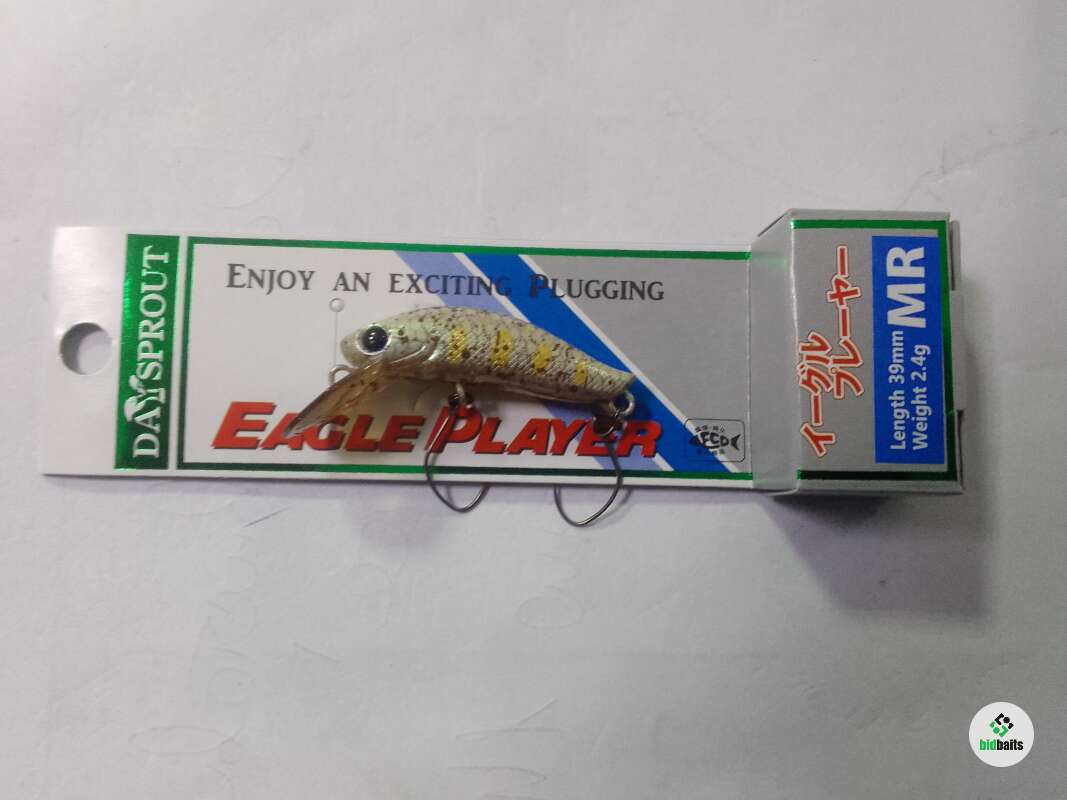 DAYSPROUT
ENJOY AN EXCITING PLUGGING
EAGLE PLAYER
FCD
イーグル
プレーヤー
MR
Length 39mm
Weight 2.4g
bidbaits